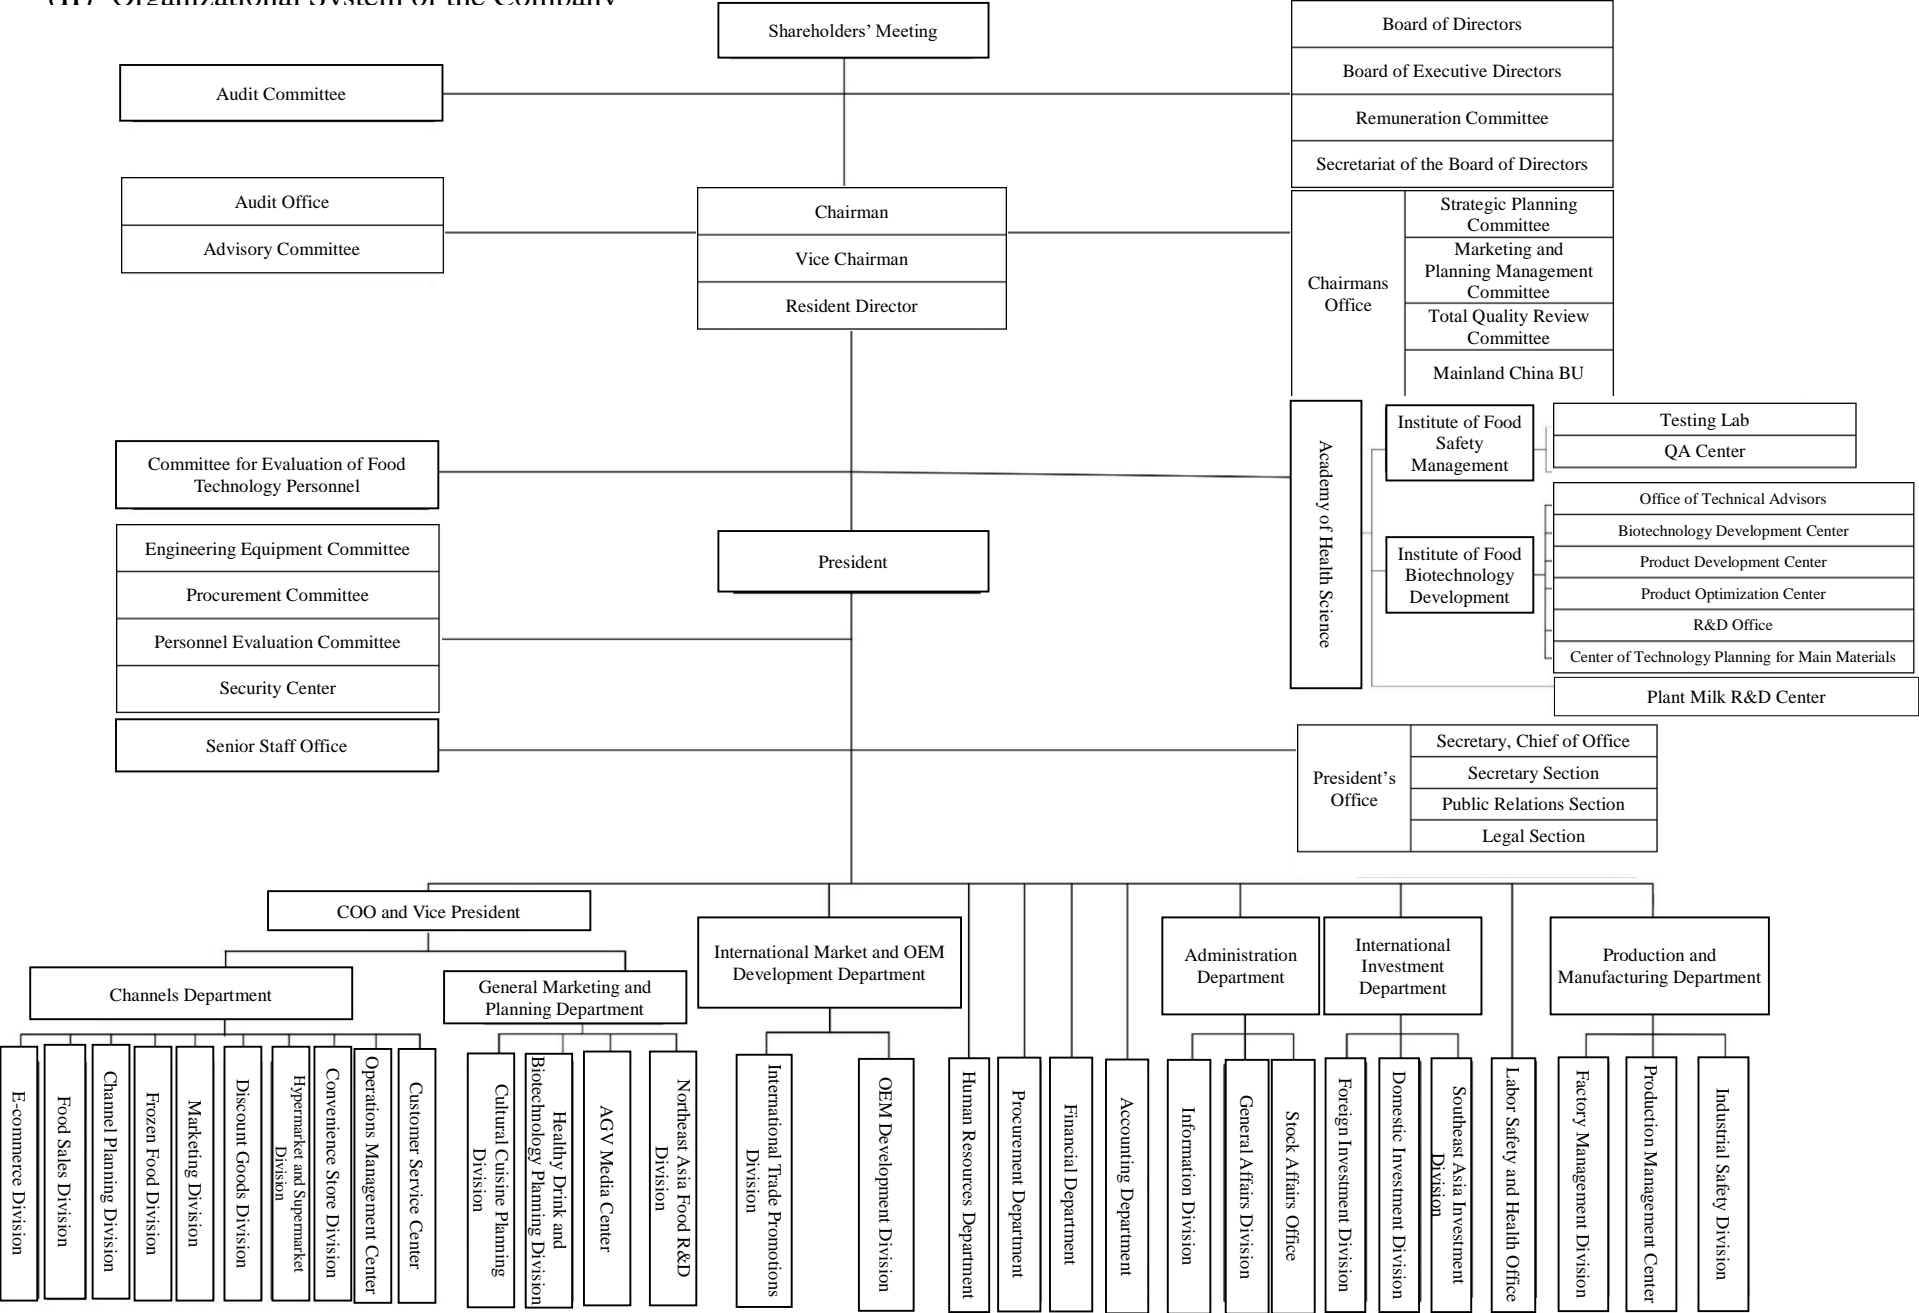 (II) Organizational System of the Company
Shareholders’ Meeting
Board of Directors
Board of Executive Directors
Remuneration Committee
Secretariat of the Board of Directors
Audit Committee
Audit Office
Advisory Committee
Chairman
Vice Chairman
Resident Director
Chairmans
Office
Strategic Planning
Committee
Marketing and
Planning Management
Committee
Total Quality Review
Committee
Mainland China BU
Committee for Evaluation of Food
Technology Personnel
Academy of Health Science
Institute of Food
Safety
Management
Testing Lab
QA Center
Institute of Food
Biotechnology
Development
Office of Technical Advisors
Biotechnology Development Center
Product Development Center
Product Optimization Center
R&D Office
Center of Technology Planning for Main Materials
Plant Milk R&D Center
Engineering Equipment Committee
Procurement Committee
Personnel Evaluation Committee
Security Center
President
Senior Staff Office
President’s
Office
Secretary, Chief of Office
Secretary Section
Public Relations Section
Legal Section
COO and Vice President
Channels Department
General Marketing and
Planning Department
International Market and OEM
Development Department
Administration
Department
International
Investment
Department
Production and
Manufacturing Department
E-commerce Division
Food Sales Division
Channel Planning Division
Frozen Food Division
Marketing Division
Discount Goods Division
Hypermarket and Supermarket
Division
Convenience Store Division
Operations Management Center
Customer Service Center
Cultural Cuisine Planning
Division
Healthy Drink and
Biotechnology Planning Division
AGV Media Center
Northeast Asia Food R&D
Division
International Trade Promotions
Division
OEM Development Division
Human Resources Department
Procurement Department
Financial Department
Accounting Department
Information Division
General Affairs Division
Stock Affairs Office
Foreign Investment Division
Domestic Investment Division
Southeast Asia Investment
Division
Labor Safety and Health Office
Factory Management Division
Production Management Center
Industrial Safety Division